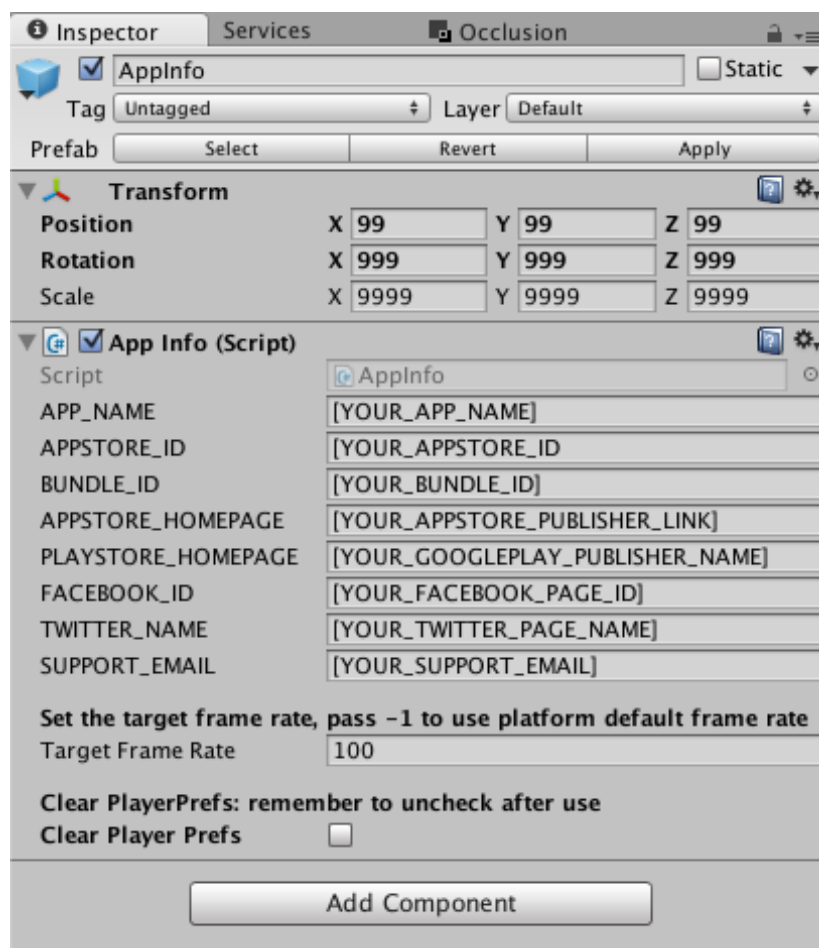 Inspector Services Occlusion
AppInfo Static
Tag Untagged Layer Default
Prefab Select Revert Apply
Transform
Position X 99 Y 99 Z 99
Rotation X 999 Y 999 Z 999
Scale X 9999 Y 9999 Z 9999
App Info (Script)
Script AppInfo
APP_NAME [YOUR_APP_NAME]
APPSTORE_ID [YOUR_APPSTORE_ID
BUNDLE_ID [YOUR_BUNDLE_ID]
APPSTORE_HOMEPAGE [YOUR_APPSTORE_PUBLISHER_LINK]
PLAYSTORE_HOMEPAGE [YOUR_GOOGLEPLAY_PUBLISHER_NAME]
FACEBOOK_ID [YOUR_FACEBOOK_PAGE_ID]
TWITTER_NAME [YOUR_TWITTER_PAGE_NAME]
SUPPORT_EMAIL [YOUR_SUPPORT_EMAIL]
Set the target frame rate, pass -1 to use platform default frame rate
Target Frame Rate 100
Clear PlayerPrefs: remember to uncheck after use
Clear Player Prefs
Add Component